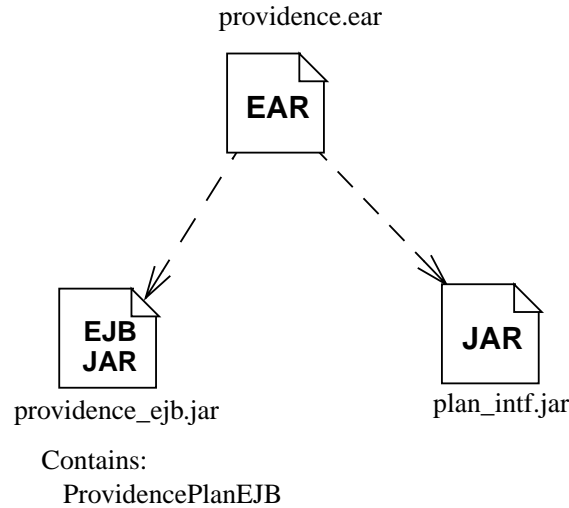 providence.ear
EAR
EJB
JAR
JAR
providence_ejb.jar
plan_intf.jar
Contains:
ProvidencePlanEJB